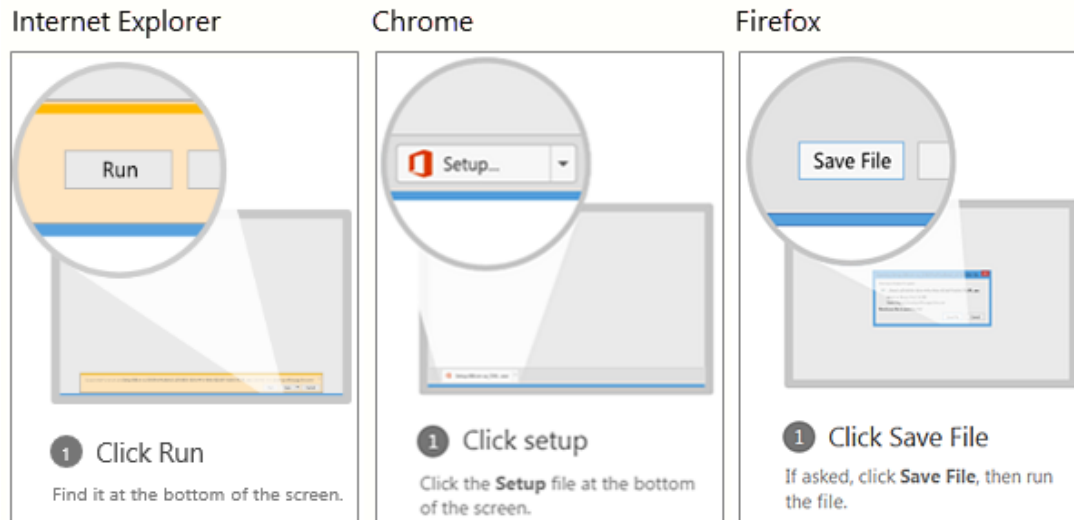 Internet Explorer
Run
1 Click Run
Find it at the bottom of the screen.
Chrome
Setup...
1 Click setup
Click the Setup file at the bottom
of the screen.
Firefox
Save File
1 Click Save File
If asked, click Save File, then run
the file.